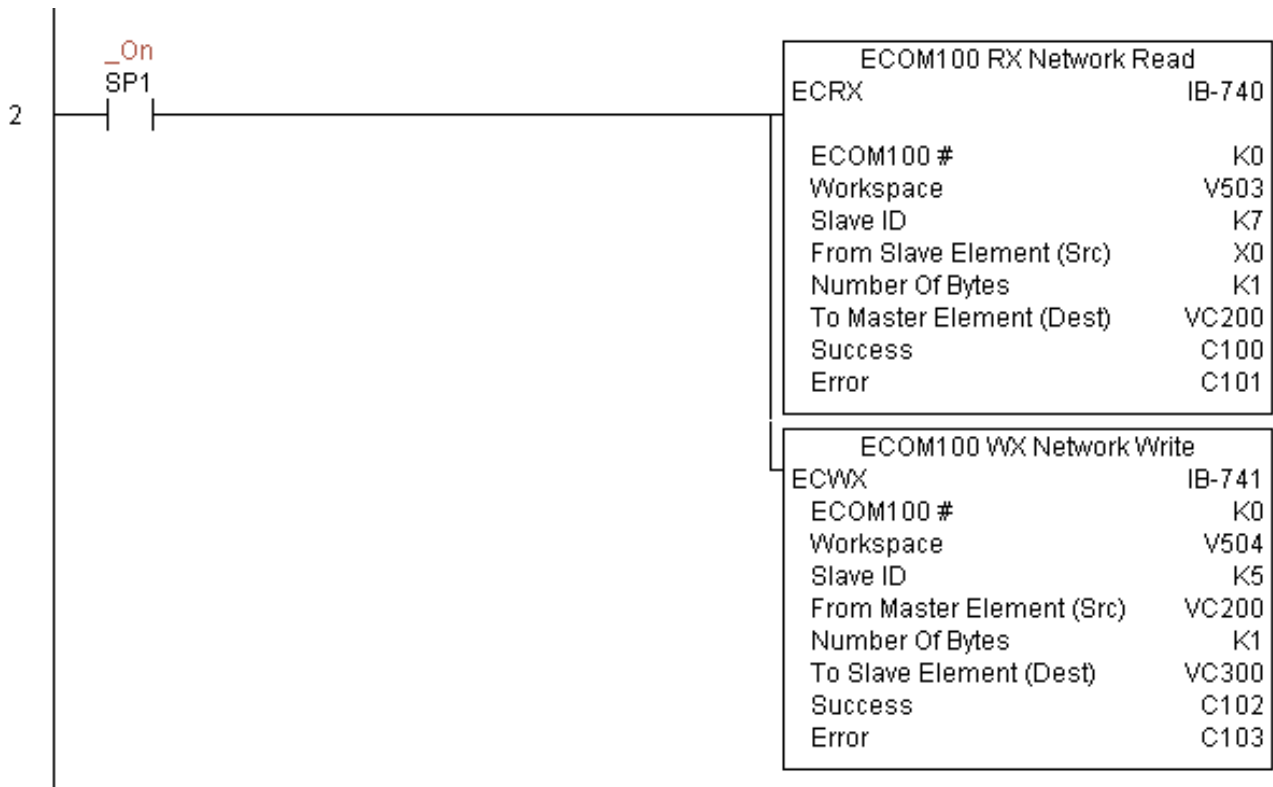 _On
SP1
2
ECOM100 RX Network Read
ECRX IB-740
ECOM100 # K0
Workspace V503
Slave ID K7
From Slave Element (Src) X0
Number Of Bytes K1
To Master Element (Dest) VC200
Success C100
Error C101
ECOM100 WX Network Write
ECWX IB-741
ECOM100 # K0
Workspace V504
Slave ID K5
From Master Element (Src) VC200
Number Of Bytes K1
To Slave Element (Dest) VC300
Success C102
Error C103